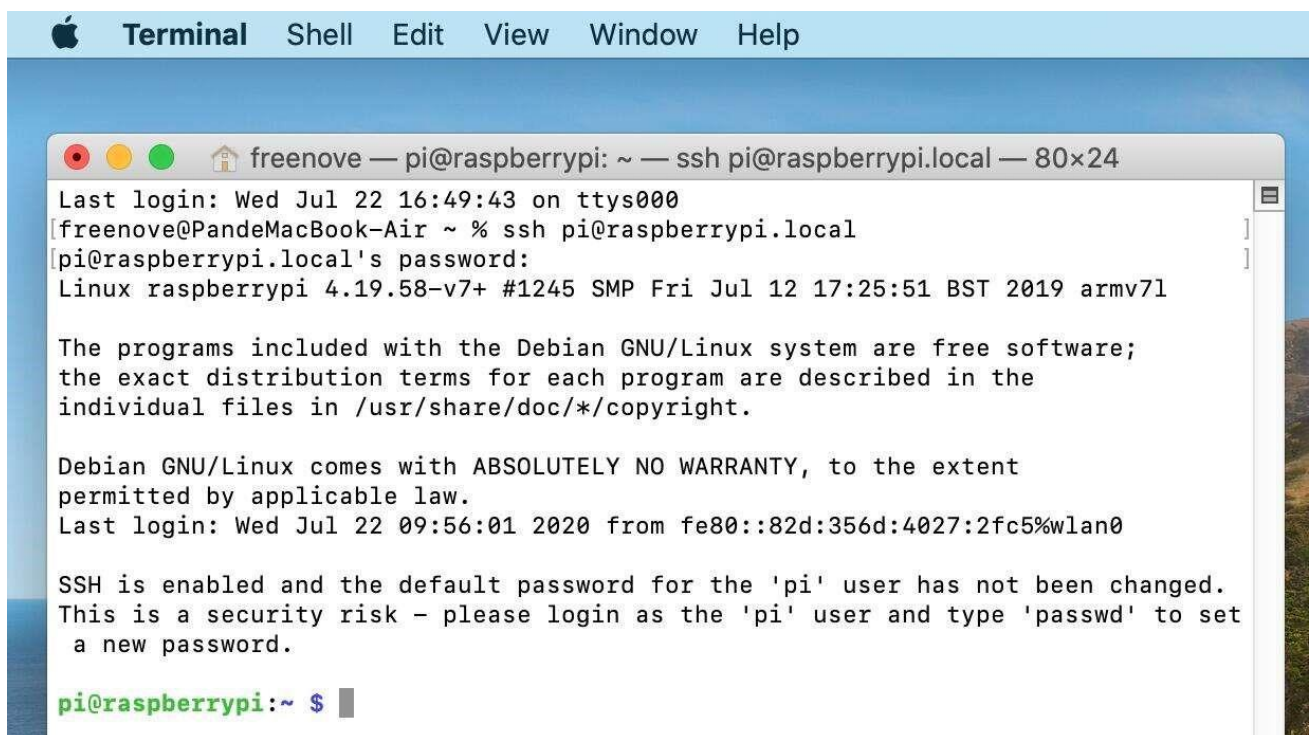 Terminal Shell Edit View Window Help
freenove — pi@raspberrypi: ~ — ssh pi@raspberrypi.local — 80×24
Last login: Wed Jul 22 16:49:43 on ttys000
[freenove@PandeMacBook-Air ~ % ssh pi@raspberrypi.local ]
[pi@raspberrypi.local's password: ]
Linux raspberrypi 4.19.58-v7+ #1245 SMP Fri Jul 12 17:25:51 BST 2019 armv7l
The programs included with the Debian GNU/Linux system are free software;
the exact distribution terms for each program are described in the
individual files in /usr/share/doc/*/copyright.
Debian GNU/Linux comes with ABSOLUTELY NO WARRANTY, to the extent
permitted by applicable law.
Last login: Wed Jul 22 09:56:01 2020 from fe80::82d:356d:4027:2fc5%wlan0
SSH is enabled and the default password for the 'pi' user has not been changed.
This is a security risk – please login as the 'pi' user and type 'passwd' to set
a new password.
pi@raspberrypi:~ $